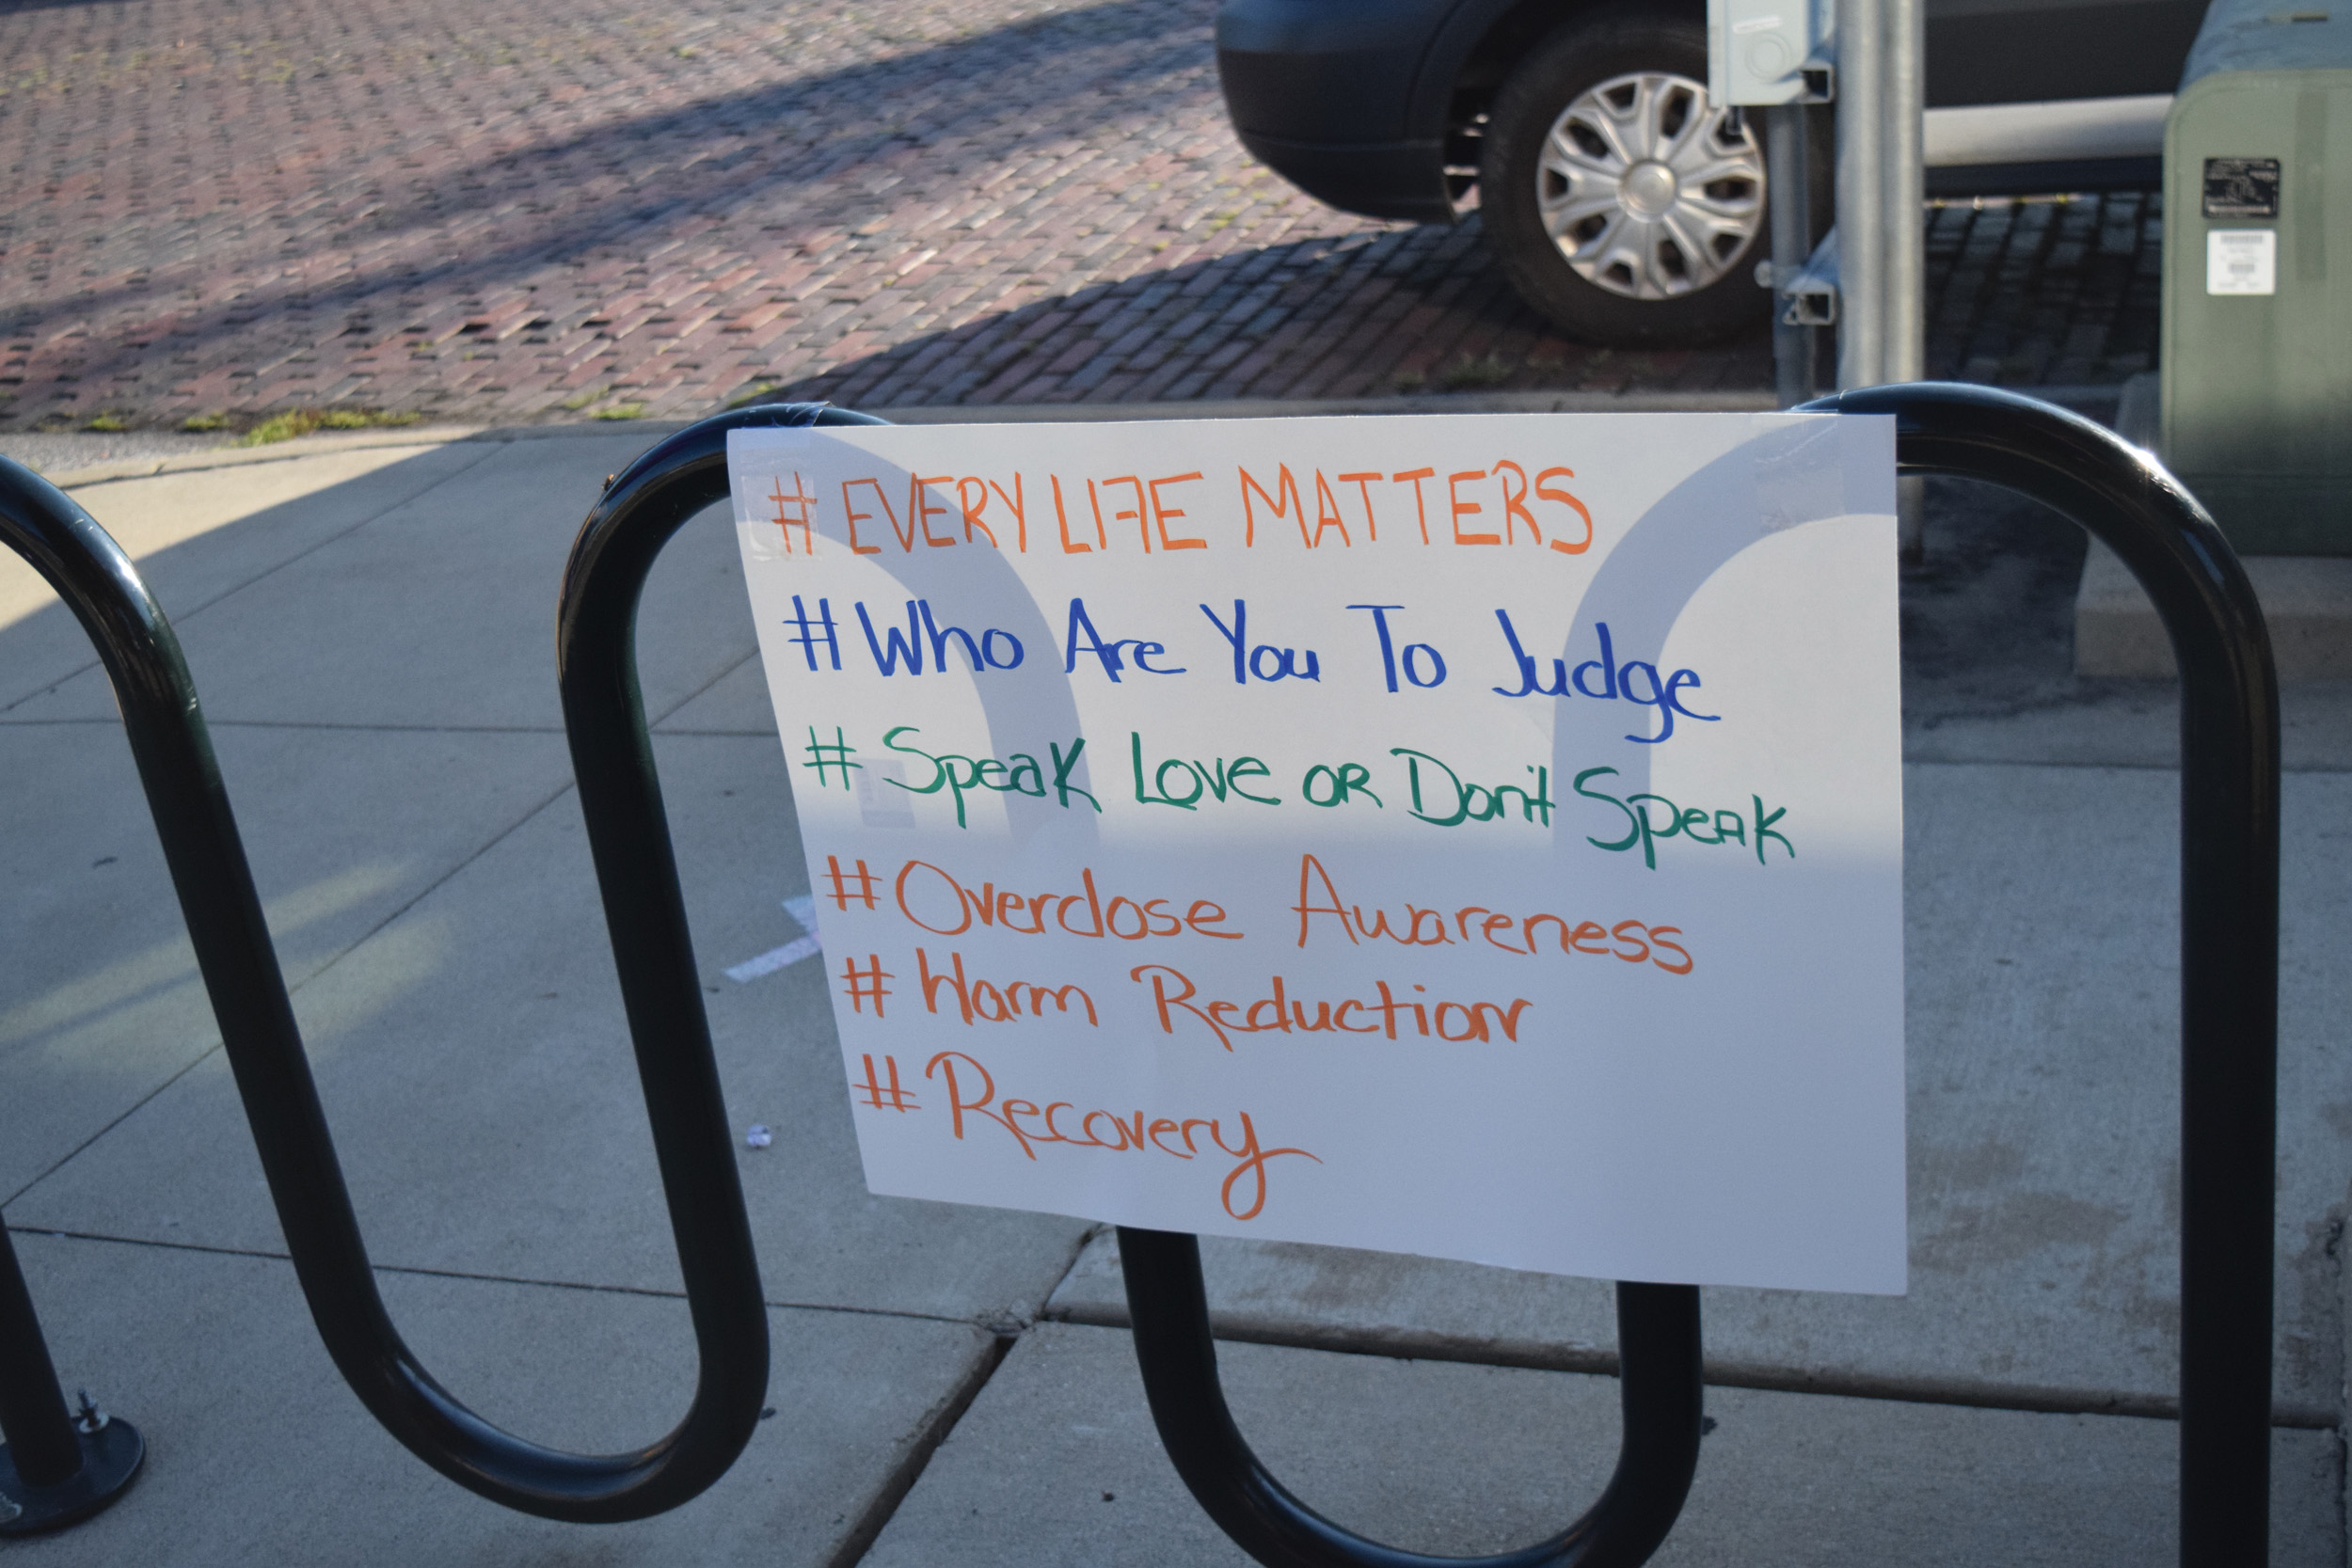 # EVERY LIFE MATTERS
# Who Are You To Judge
# Speak Love OR Don't Speak
# Overdose Awareness
# Harm Reduction
# Recovery